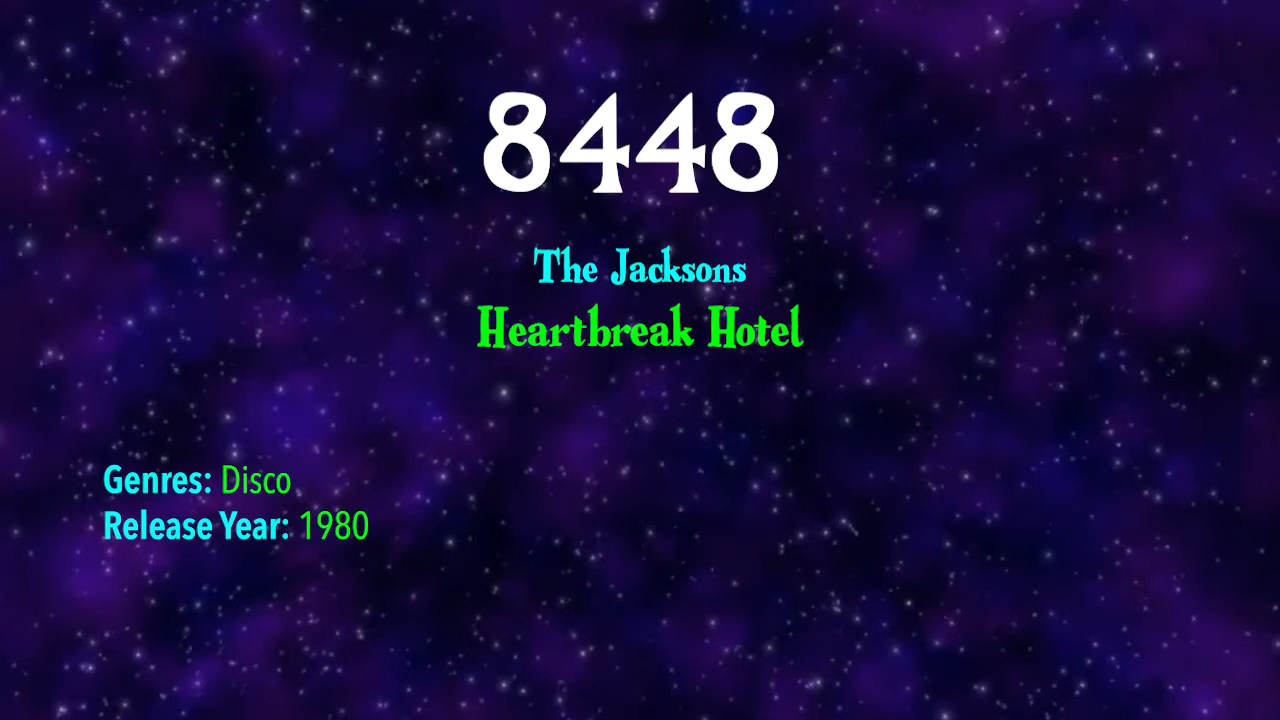 8448
The Jacksons
Heartbreak Hotel
Genres: Disco
Release Year: 1980